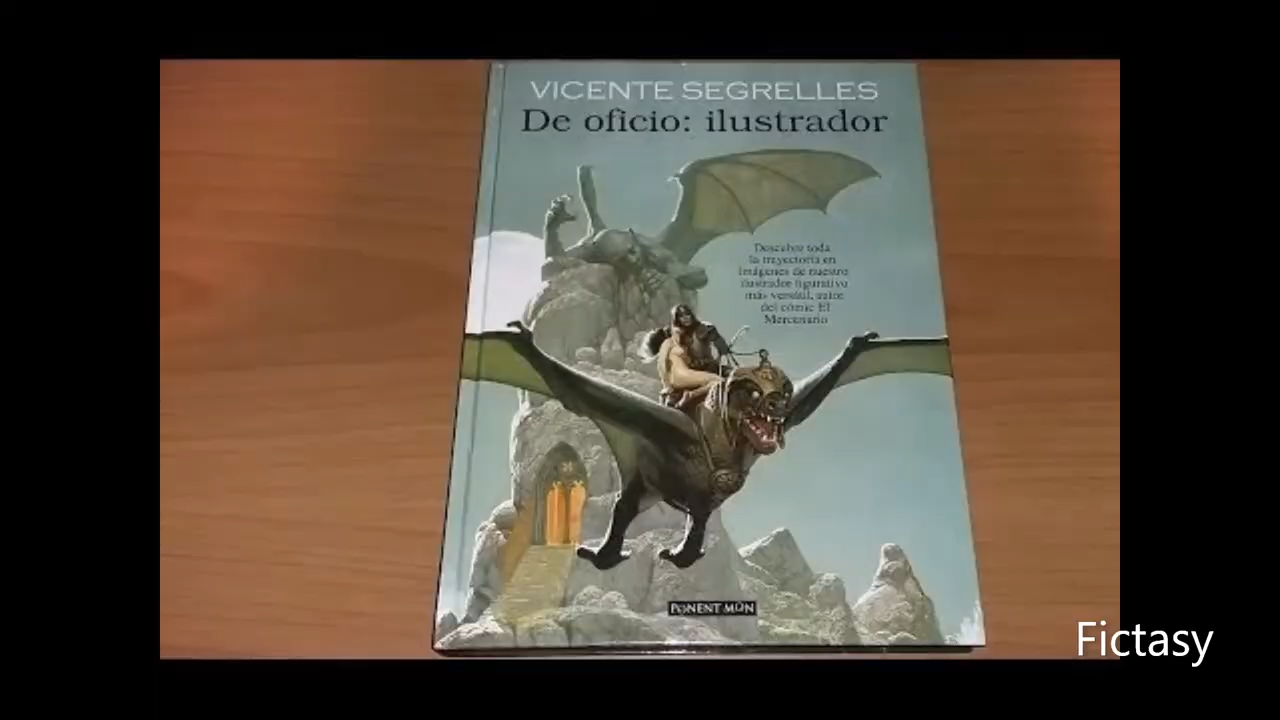 VICENTE SEGRELLES
De oficio: ilustrador
Descubre toda
la trayectoria en
imágenes de nuestro
ilustrador figurativo
más versátil, autor
del cómic El
Mercenario
PONENT MON
Fictasy